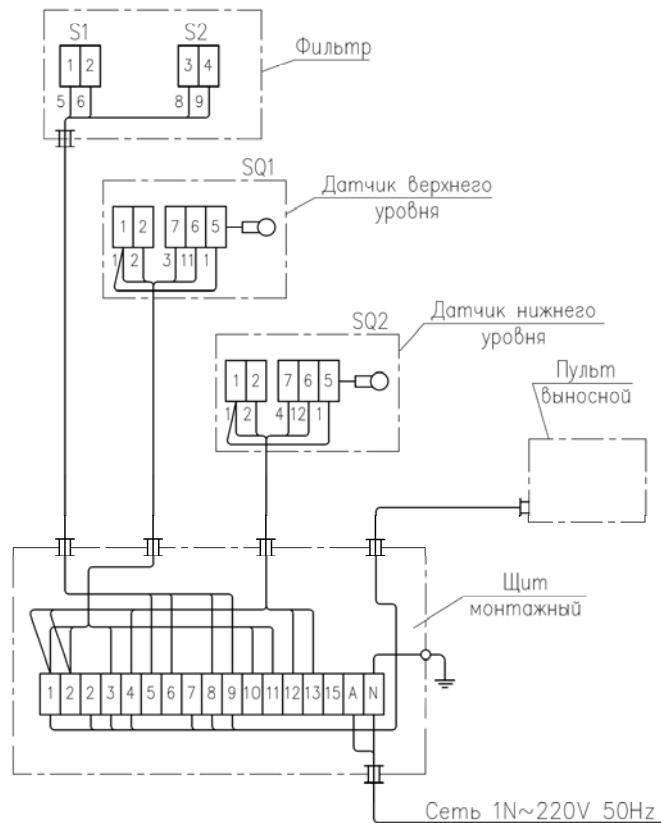 S1 S2
Фильтр
1 2 3 4
5 6 8 9
SQ1
Датчик верхнего
уровня
1 2 7 6 5
1 2 3 11 1
Датчик нижнего
уровня
SQ2
1 2 7 6 5
1 2 4 12 1
Пульт
выносной
Щит
монтажный
1 2 2 3 4 5 6 7 8 9 10 11 12 13 15 A N
Сеть 1N~220V 50Hz